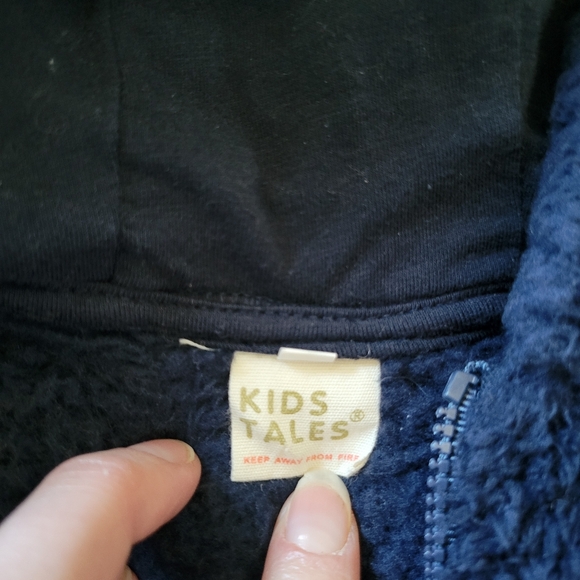 KIDS
TALES®
KEEP AWAY FROM FIRE